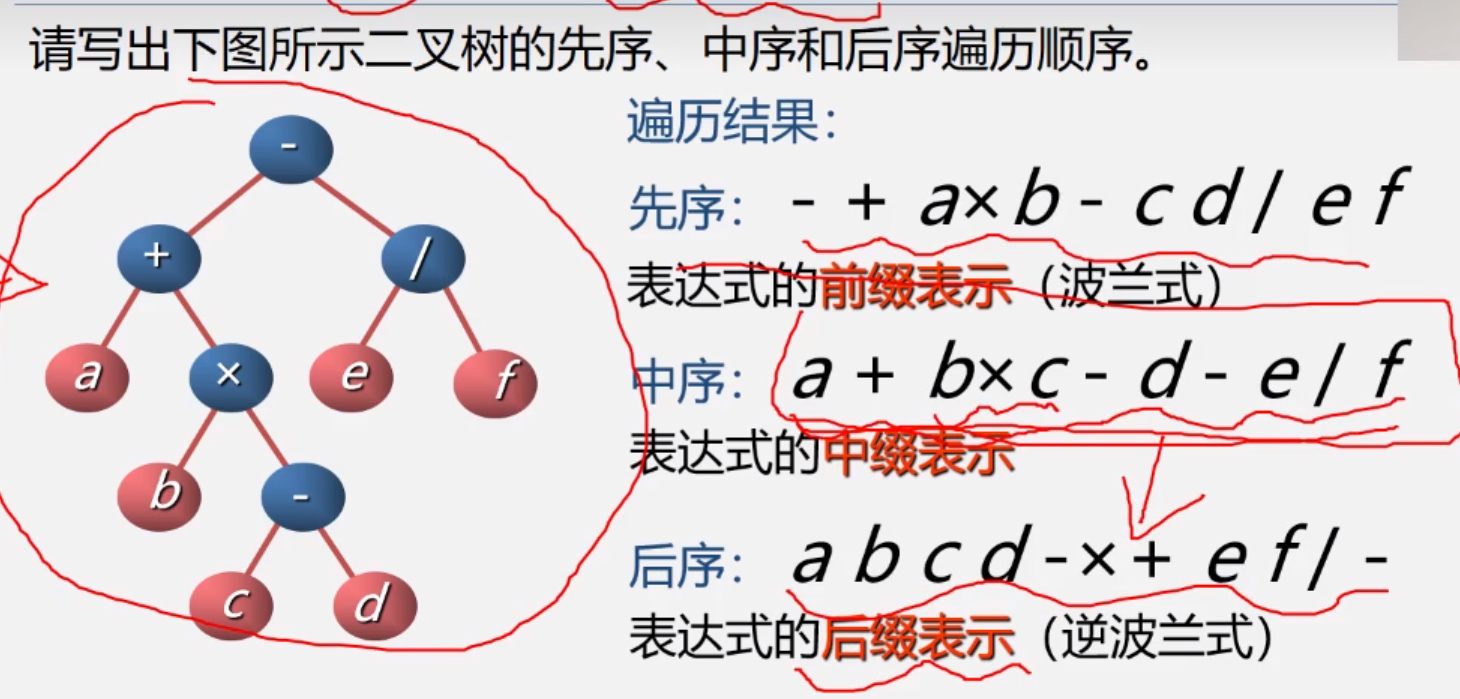 请写出下图所示二叉树的先序、中序和后序遍历顺序。
遍历结果：
-
先序： - + a×b - c d / e f
+ /
表达式的前缀表示（波兰式）
a × e f
中序： a + b×c - d - e / f
表达式的中缀表示
b -
后序： a b c d -×+ e f / -
c d
表达式的后缀表示（逆波兰式）